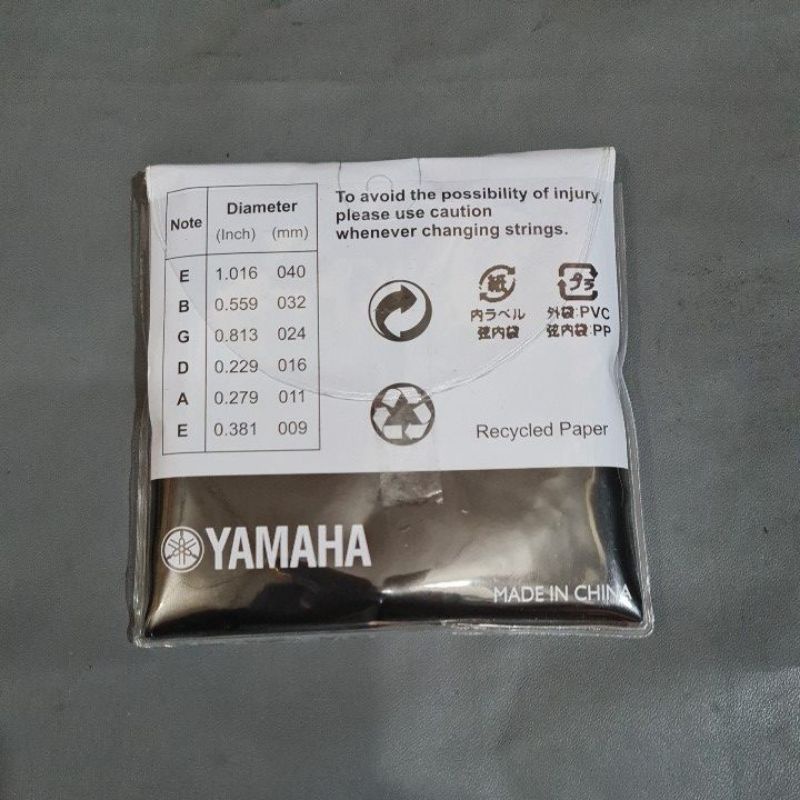 Note Diameter
(Inch) (mm)
E 1.016 040
B 0.559 032
G 0.813 024
D 0.229 016
A 0.279 011
E 0.381 009
To avoid the possibility of injury,
please use caution
whenever changing strings.
紙
プラ
内ラベル
弦内袋
外袋:PVC
弦内袋:PP
Recycled Paper
YAMAHA
MADE IN CHINA